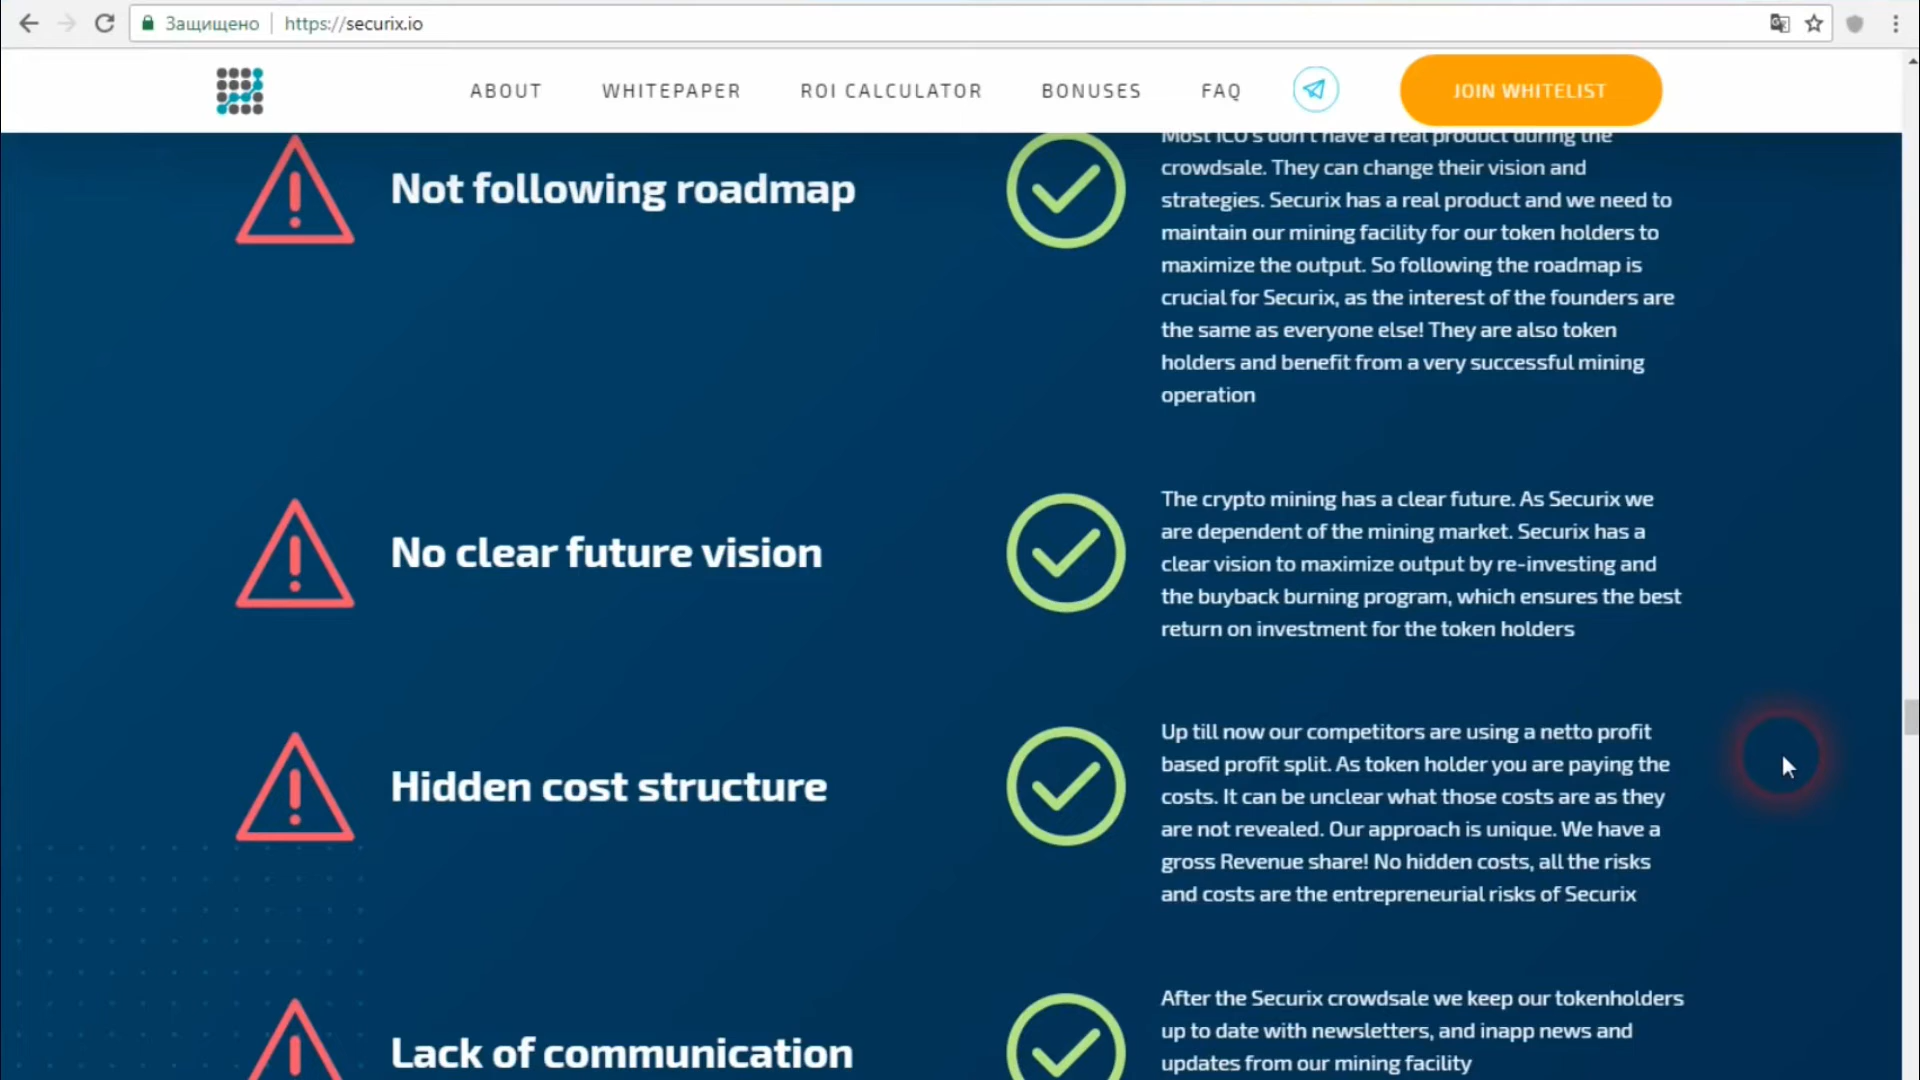 Защищено
https://securix.io
ABOUT
WHITEPAPER
ROI CALCULATOR
BONUSES
FAQ
JOIN WHITELIST
Not following roadmap
Most ICO's don't have a real product during the
crowdsale. They can change their vision and
strategies. Securix has a real product and we need to
maintain our mining facility for our token holders to
maximize the output. So following the roadmap is
crucial for Securix, as the interest of the founders are
the same as everyone else! They are also token
holders and benefit from a very successful mining
operation
No clear future vision
The crypto mining has a clear future. As Securix we
are dependent of the mining market. Securix has a
clear vision to maximize output by re-investing and
the buyback burning program, which ensures the best
return on investment for the token holders
Hidden cost structure
Up till now our competitors are using a netto profit
based profit split. As token holder you are paying the
costs. It can be unclear what those costs are as they
are not revealed. Our approach is unique. We have a
gross Revenue share! No hidden costs, all the risks
and costs are the entrepreneurial risks of Securix
Lack of communication
After the Securix crowdsale we keep our tokenholders
up to date with newsletters, and inapp news and
updates from our mining facility